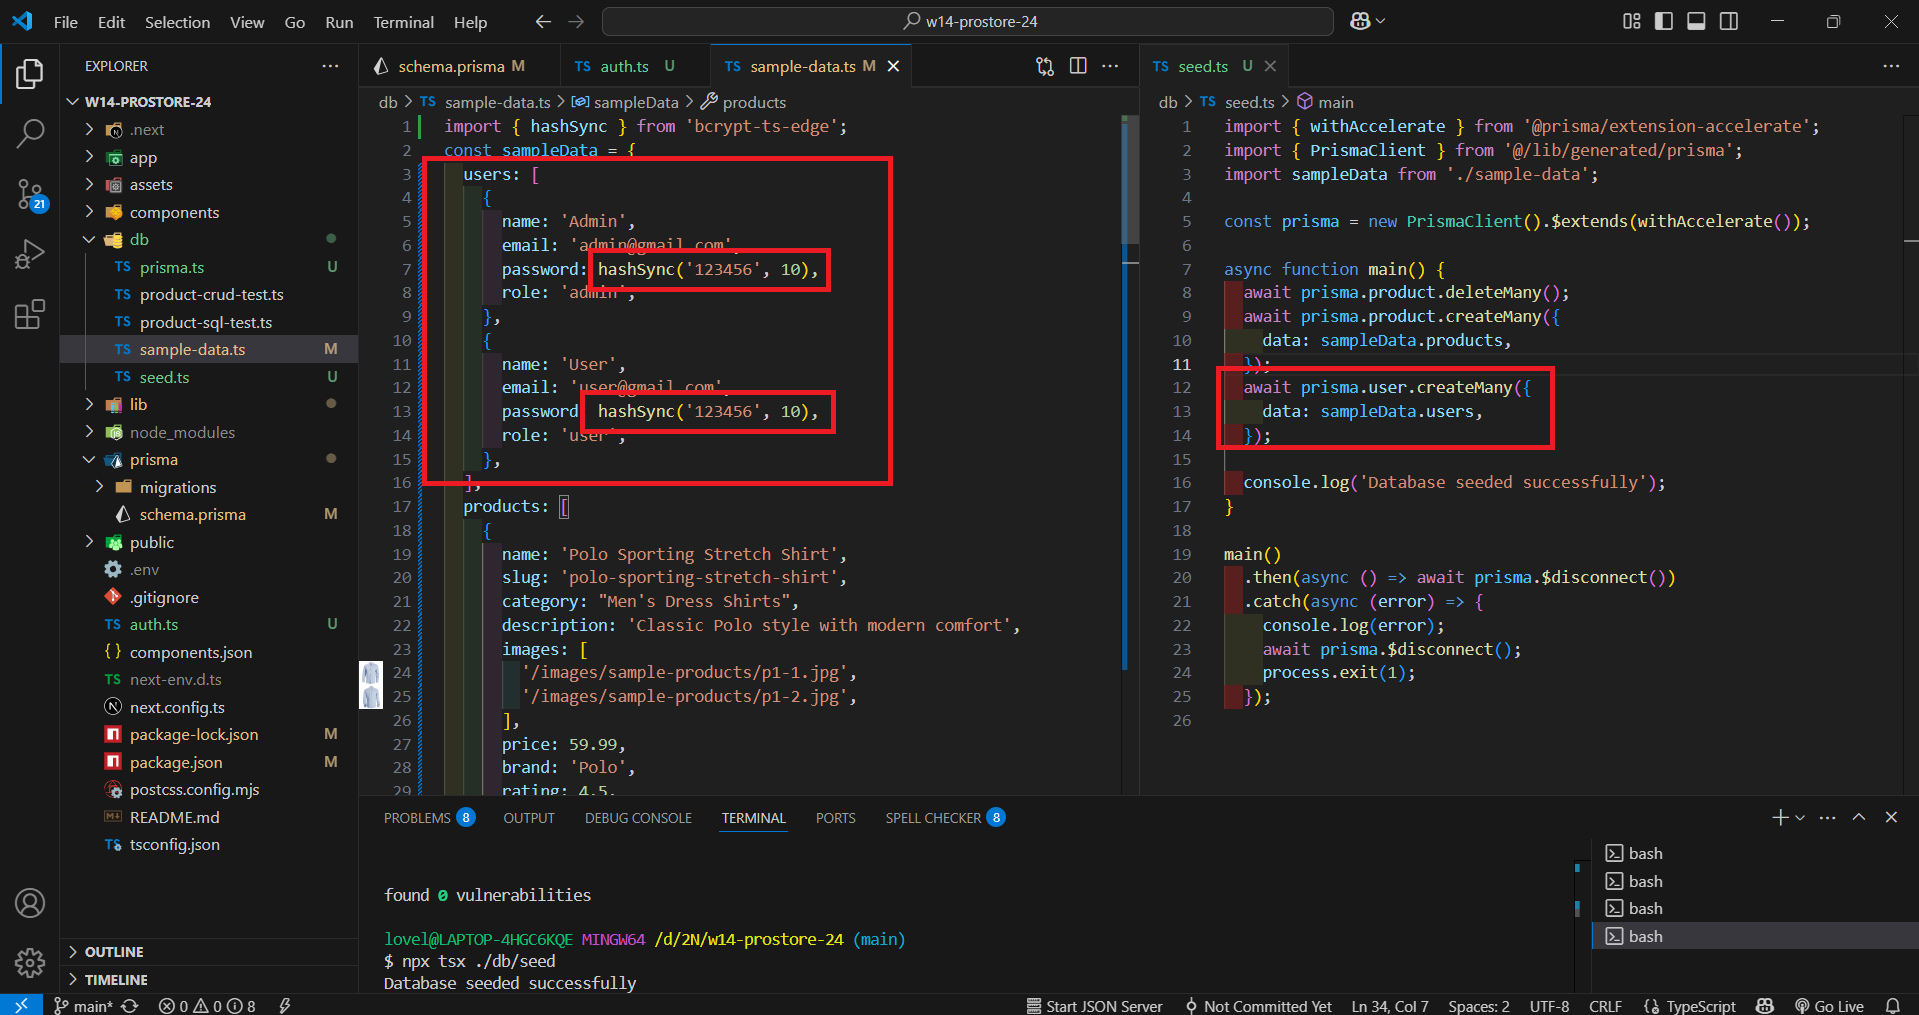 File Edit Selection View Go Run Terminal Help
w14-prostore-24
EXPLORER
W14-PROSTORE-24
.next
app
assets
components
db
prisma.ts U
product-crud-test.ts
product-sql-test.ts
sample-data.ts M
seed.ts U
lib
node_modules
prisma
migrations
schema.prisma M
public
.env
.gitignore
auth.ts U
components.json
next-env.d.ts
next.config.ts
package-lock.json M
package.json M
postcss.config.mjs
README.md
tsconfig.json
OUTLINE
TIMELINE
21
schema.prisma M
TS auth.ts U
TS sample-data.ts M
db > TS sample-data.ts > sampleData > products
1 import { hashSync } from 'bcrypt-ts-edge';
2 const sampleData = {
3 users: [
4 {
5 name: 'Admin',
6 email: 'admin@gmail.com',
7 password: hashSync('123456', 10),
8 role: 'admin',
9 },
10 {
11 name: 'User',
12 email: 'user@gmail.com',
13 password: hashSync('123456', 10),
14 role: 'user',
15 },
16 ],
17 products: [
18 {
19 name: 'Polo Sporting Stretch Shirt',
20 slug: 'polo-sporting-stretch-shirt',
21 category: "Men's Dress Shirts",
22 description: 'Classic Polo style with modern comfort',
23 images: [
24 '/images/sample-products/p1-1.jpg',
25 '/images/sample-products/p1-2.jpg',
26 ],
27 price: 59.99,
28 brand: 'Polo',
29 rating: 4.5,
TS seed.ts U
db > TS seed.ts > main
1 import { withAccelerate } from '@prisma/extension-accelerate';
2 import { PrismaClient } from '@/lib/generated/prisma';
3 import sampleData from './sample-data';
4
5 const prisma = new PrismaClient().$extends(withAccelerate());
6
7 async function main() {
8 await prisma.product.deleteMany();
9 await prisma.product.createMany({
10 data: sampleData.products,
11 });
12 await prisma.user.createMany({
13 data: sampleData.users,
14 });
15
16 console.log('Database seeded successfully');
17 }
18
19 main()
20 .then(async () => await prisma.$disconnect())
21 .catch(async (error) => {
22 console.log(error);
23 await prisma.$disconnect();
24 process.exit(1);
25 });
26
PROBLEMS 8 OUTPUT DEBUG CONSOLE TERMINAL PORTS SPELL CHECKER 8
found 0 vulnerabilities
lovel@LAPTOP-4HGC6KQE MINGW64 /d/2N/w14-prostore-24 (main)
$ npx tsx ./db/seed
Database seeded successfully
bash
bash
bash
bash
main* 0 0 8 Start JSON Server Not Committed Yet Ln 34, Col 7 Spaces: 2 UTF-8 CRLF {} TypeScript Go Live